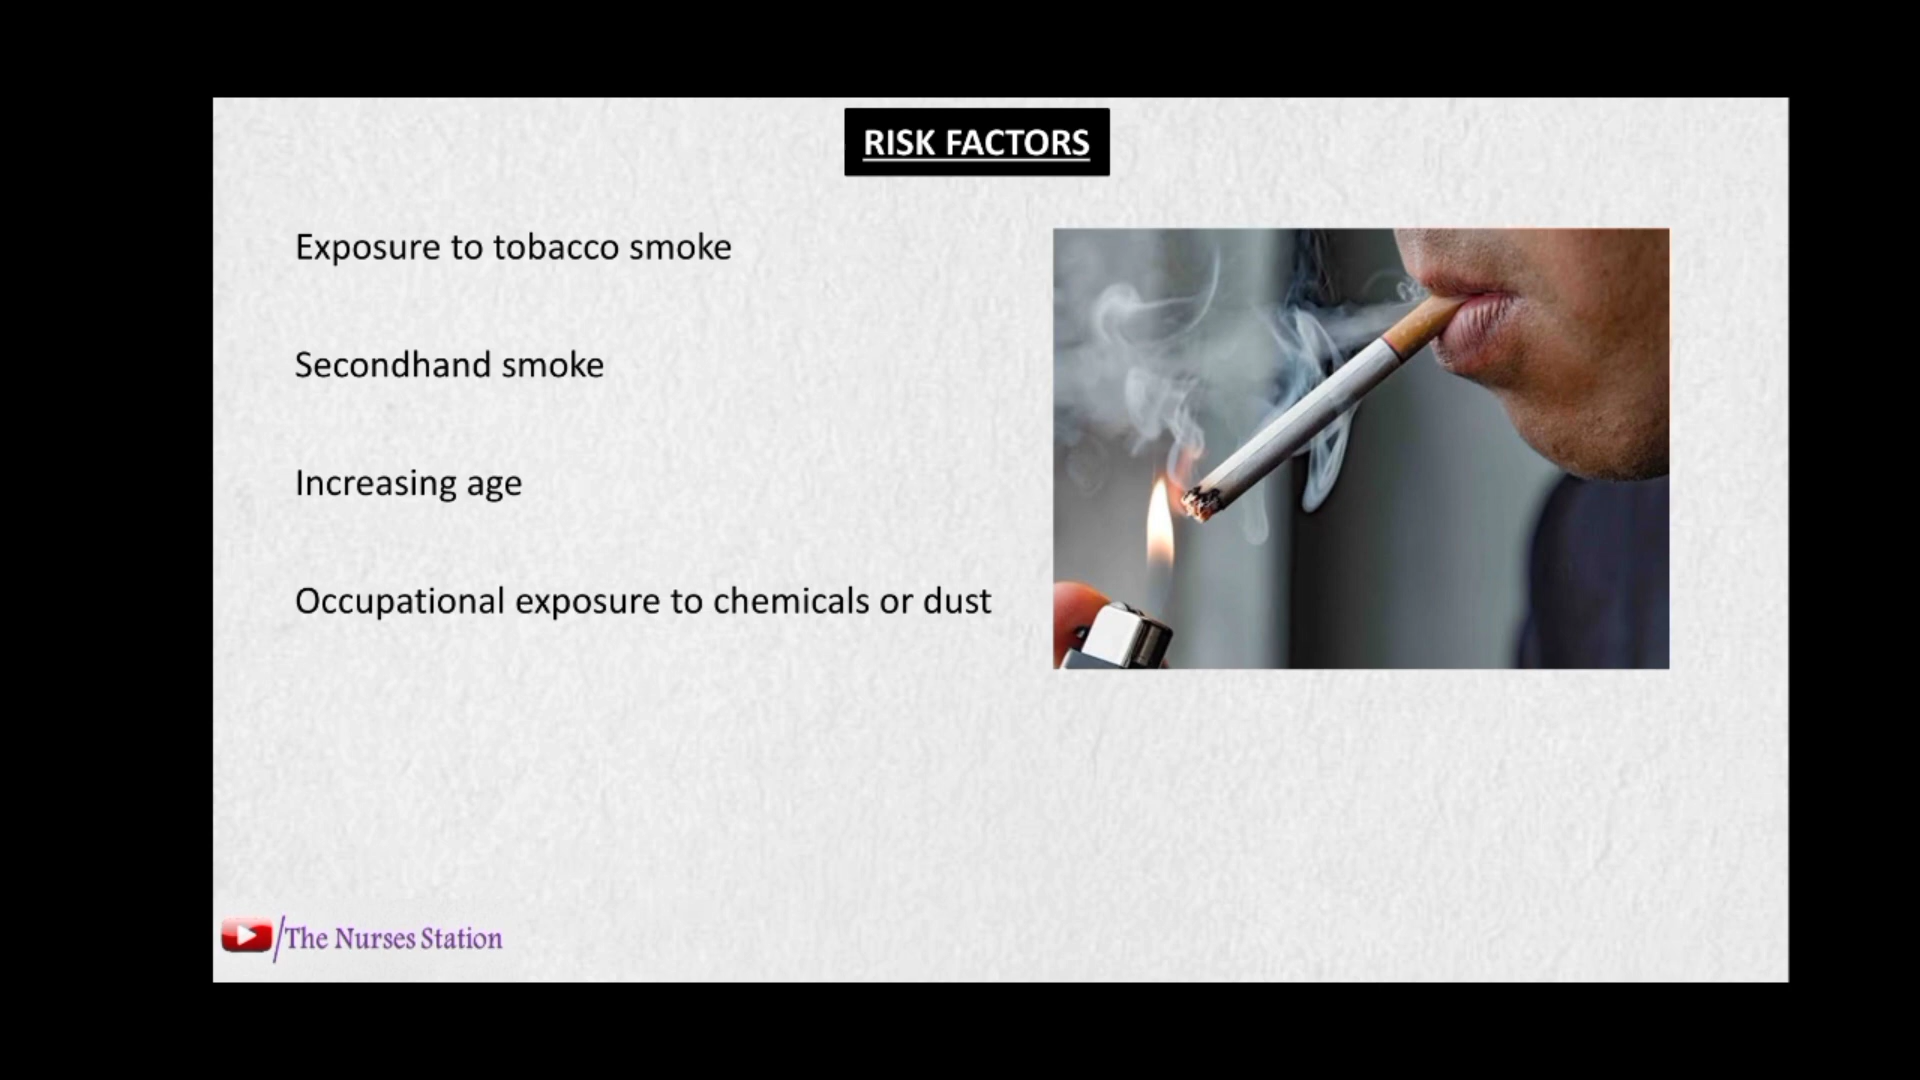 RISK FACTORS
Exposure to tobacco smoke
Secondhand smoke
Increasing age
Occupational exposure to chemicals or dust
/The Nurses Station